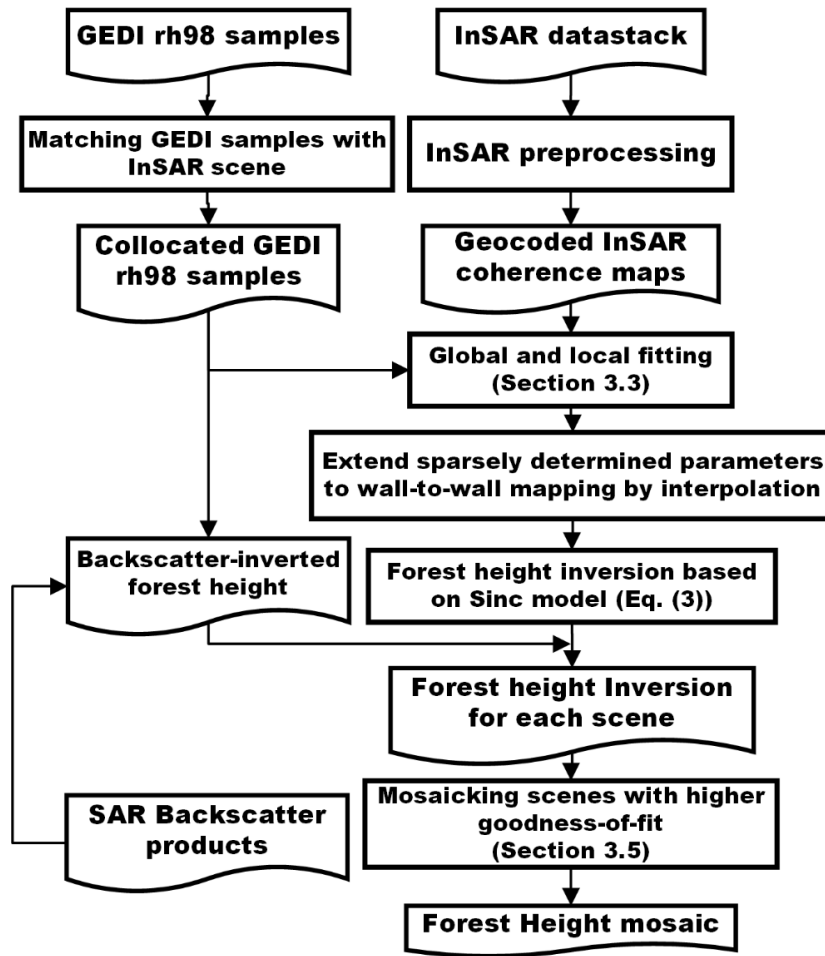 GEDI rh98 samples
InSAR datastack
Matching GEDI samples with
InSAR scene
InSAR preprocessing
Collocated GEDI
rh98 samples
Geocoded InSAR
coherence maps
Global and local fitting
(Section 3.3)
Extend sparsely determined parameters
to wall-to-wall mapping by interpolation
Backscatter-inverted
forest height
Forest height inversion based
on Sinc model (Eq. (3))
Forest height Inversion
for each scene
SAR Backscatter
products
Mosaicking scenes with higher
goodness-of-fit
(Section 3.5)
Forest Height mosaic